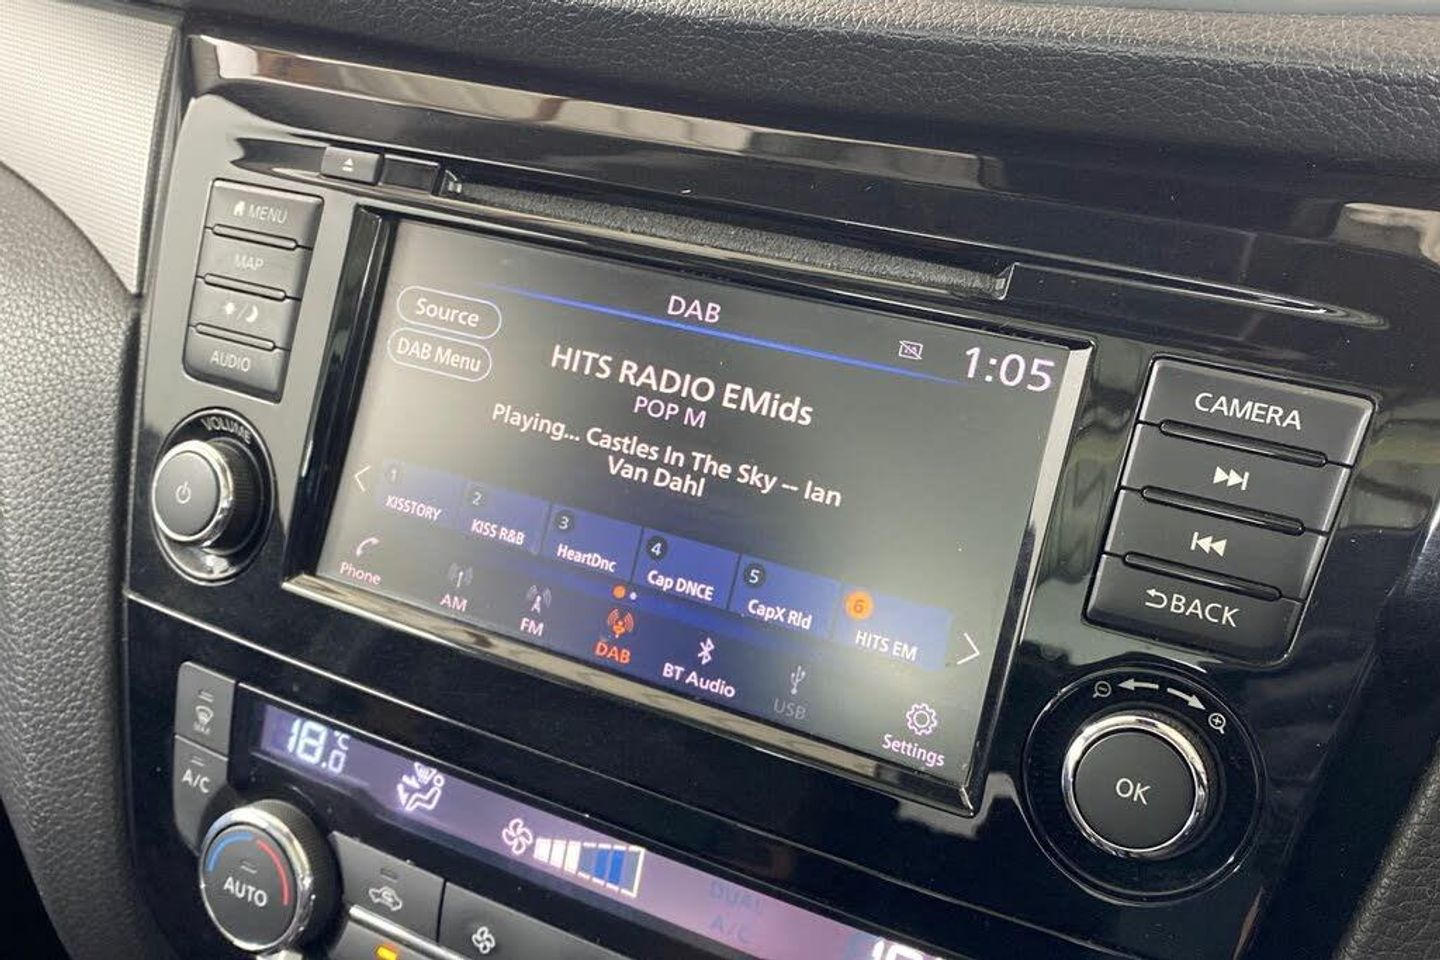 MENU
MAP
AUDIO
VOLUME
DAB
Source
DAB Menu
1:05
HITS RADIO EMids
POP M
Playing... Castles In The Sky -- Ian
Van Dahl
1
KISSTORY
2
KISS R&B
3
HeartDnc
4
Cap DNCE
5
CapX Rld
6
HITS EM
Phone
AM
FM
DAB
BT Audio
USB
Settings
CAMERA
BACK
OK
MAX
A/C
18.0 °C
AUTO
DUAL
A/C